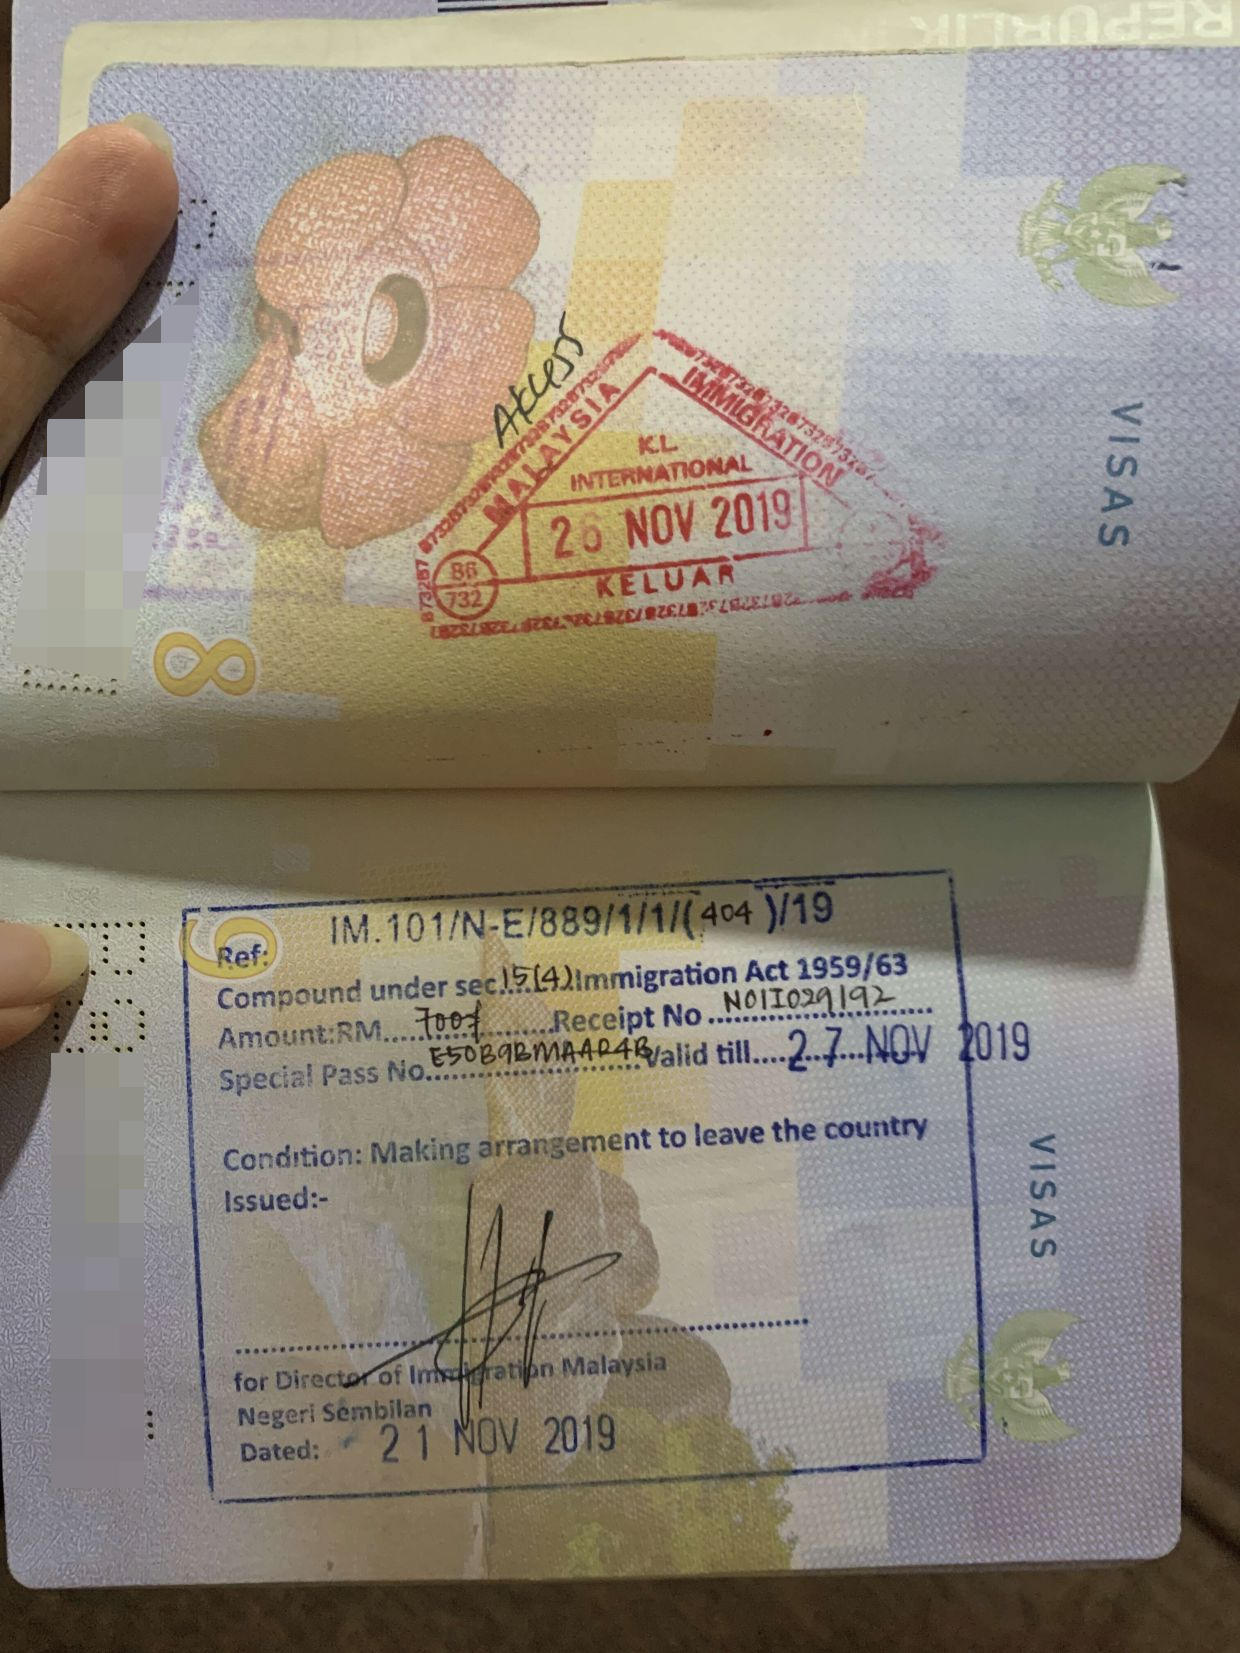 REPUBLIK
VISAS
Access
MALAYSIA
IMMIGRATION
K.L
INTERNATIONAL
26 NOV 2019
KELUAR
B6
732
8
9
IM.101/N-E/889/1/1/(404)/19
Ref:
Compound under sec.15(4).Immigration Act 1959/63
Amount:RM....700/..........Receipt No ...N01I029192
Special Pass No. Valid till....27 NOV 2019
Condition: Making arrangement to leave the country
Issued:-
for Director of Immigration Malaysia
Negeri Sembilan
Dated: 21 NOV 2019
VISAS